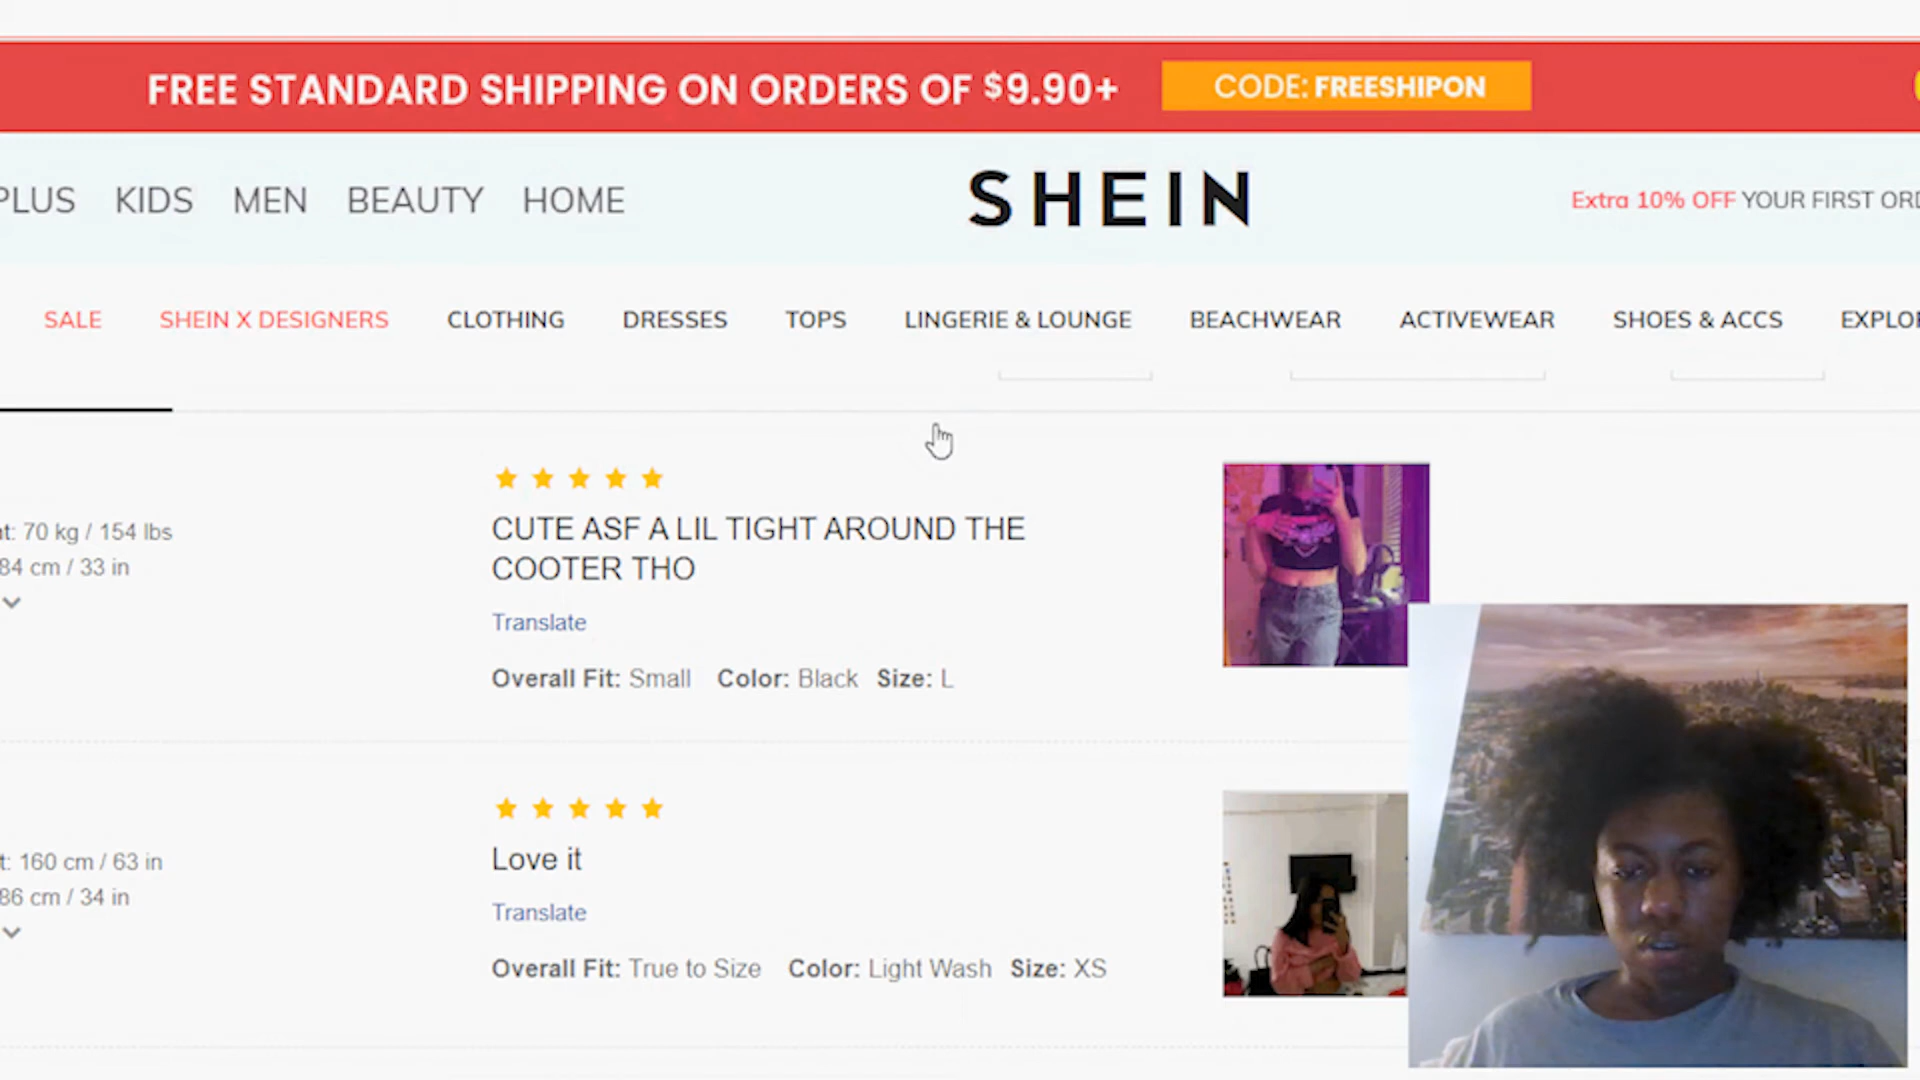 FREE STANDARD SHIPPING ON ORDERS OF $9.90+ CODE: FREESHIPON
PLUS KIDS MEN BEAUTY HOME SHEIN Extra 10% OFF YOUR FIRST
SALE SHEIN X DESIGNERS CLOTHING DRESSES TOPS LINGERIE & LOUNGE BEACHWEAR ACTIVEWEAR SHOES & ACCS
70 kg / 154 lbs
84 cm / 33 in
CUTE ASF A LIL TIGHT AROUND THE
COOTER THO
Translate
Overall Fit: Small Color: Black Size: L
160 cm / 63 in
86 cm / 34 in
Love it
Translate
Overall Fit: True to Size Color: Light Wash Size: XS